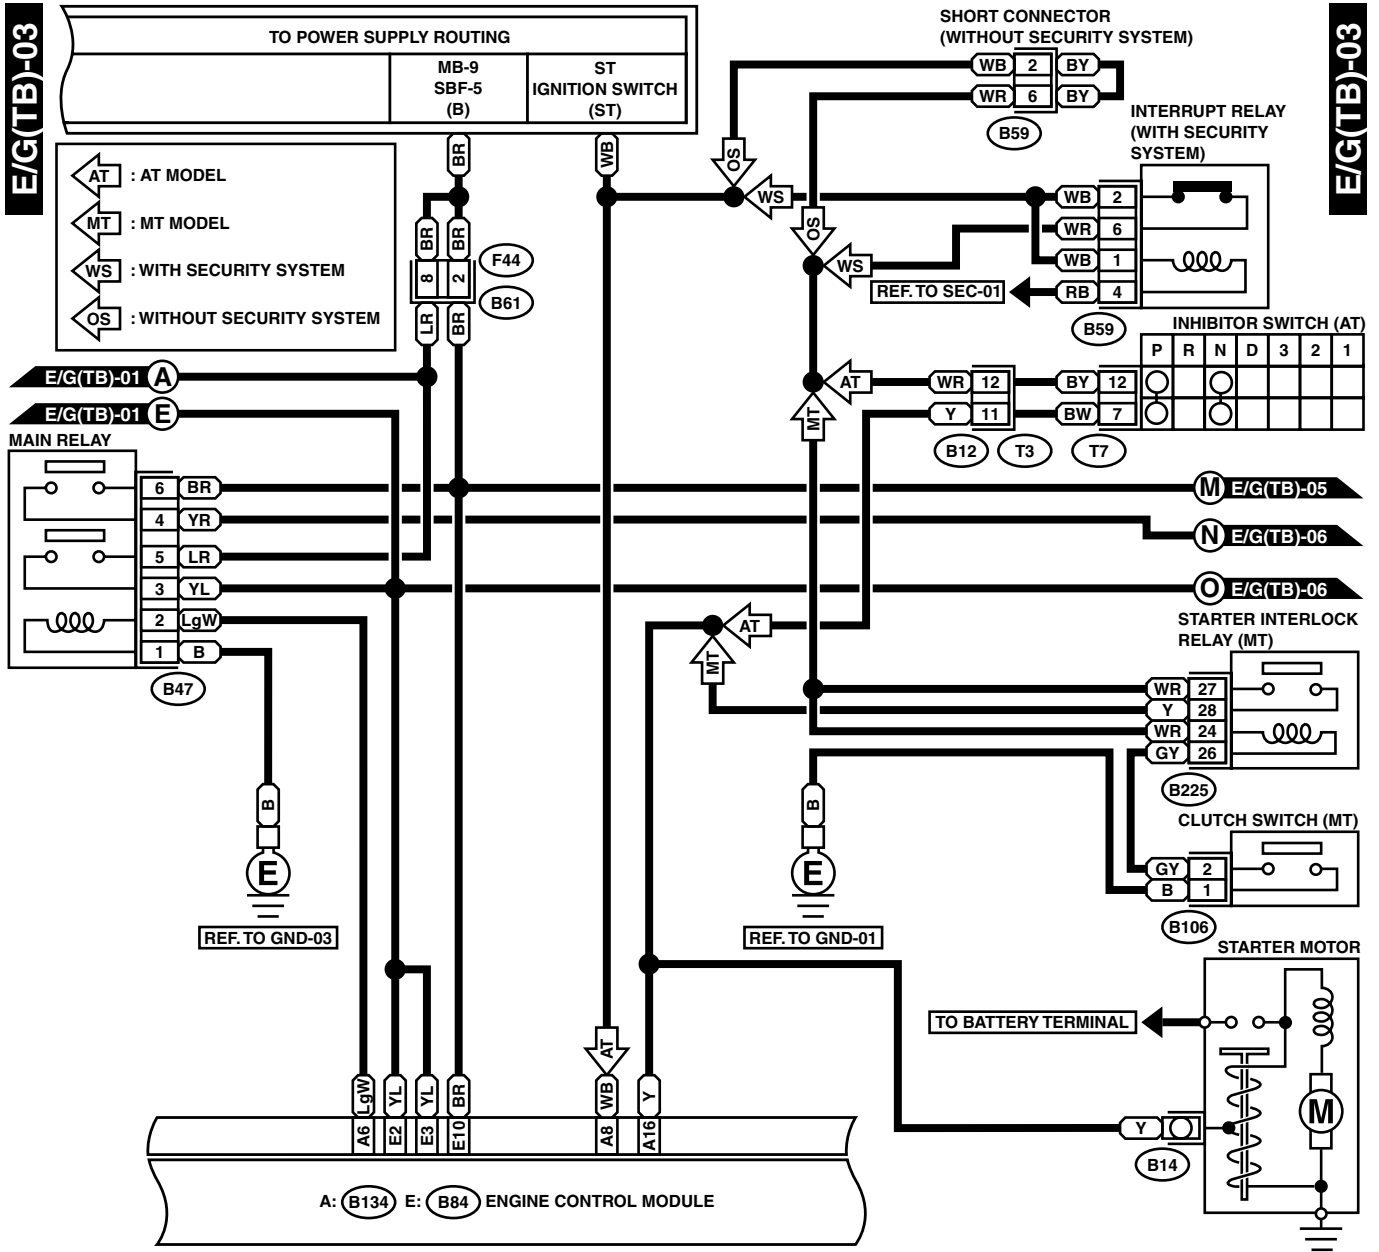 E/G(TB)-03
E/G(TB)-03
TO POWER SUPPLY ROUTING
MB-9
SBF-5
(B)
ST
IGNITION SWITCH
(ST)
BR
WB
AT : AT MODEL
MT : MT MODEL
WS : WITH SECURITY SYSTEM
OS : WITHOUT SECURITY SYSTEM
BR
BR
8
2
F44
B61
LR
BR
SHORT CONNECTOR
(WITHOUT SECURITY SYSTEM)
WB 2 BY
WR 6 BY
B59
OS
WS
OS
WS
INTERRUPT RELAY
(WITH SECURITY
SYSTEM)
WB 2
WR 6
WB 1
RB 4
REF. TO SEC-01
B59
INHIBITOR SWITCH (AT)
P R N D 3 2 1
AT
WR 12 BY 12
Y 11 BW 7
MT
B12 T3 T7
E/G(TB)-01 A
E/G(TB)-01 E
MAIN RELAY
6 BR
4 YR
5 LR
3 YL
2 LgW
1 B
B47
M E/G(TB)-05
N E/G(TB)-06
O E/G(TB)-06
AT
MT
STARTER INTERLOCK
RELAY (MT)
WR 27
Y 28
WR 24
GY 26
B225
B
E
REF. TO GND-03
B
E
REF. TO GND-01
CLUTCH SWITCH (MT)
GY 2
B 1
B106
STARTER MOTOR
TO BATTERY TERMINAL
M
Y
B14
AT
LgW YL YL BR WB Y
A6 E2 E3 E10 A8 A16
A: B134 E: B84 ENGINE CONTROL MODULE